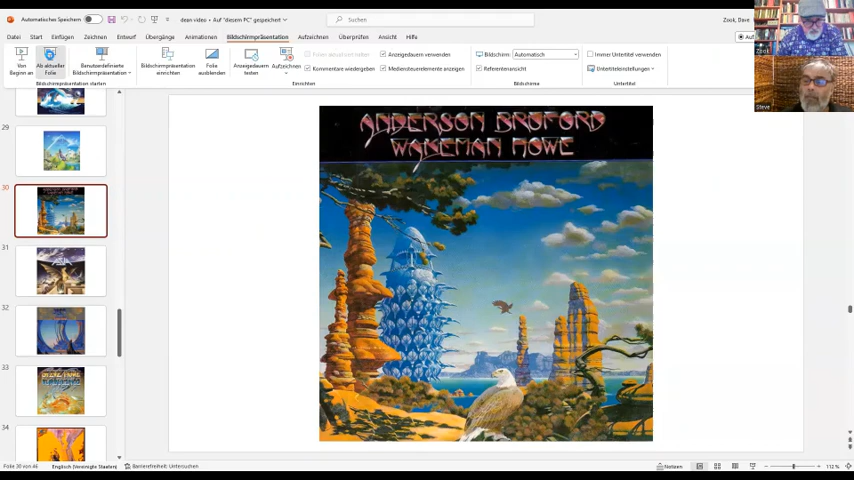 Automatisches Speichern
dean video • Auf "diesem PC" gespeichert
Suchen
Zook, Dave
Datei Start Einfügen Zeichnen Entwurf Übergänge Animationen Bildschirmpräsentation Aufzeichnen Überprüfen Ansicht Hilfe
Von Beginn an
Ab aktueller Folie
Benutzerdefinierte Bildschirmpräsentation
Bildschirmpräsentation starten
Bildschirmpräsentation einrichten
Folie ausblenden
Anzeigedauern testen
Aufzeichnen
Kommentare wiedergeben
Anzeigedauern verwenden
Mediensteuerelemente anzeigen
Einrichten
Bildschirm: Automatisch
Referentenansicht
Bildschirme
Immer Untertitel verwenden
Untertiteleinstellungen
Untertitel
Zook
Steve
29
30
31
32
33
34
ANDERSON BRUFORD
WAKEMAN HOWE
ASIA
Folie 30 von 46
Englisch (Vereinigte Staaten)
Barrierefreiheit: Untersuchen
Notizen
112 %